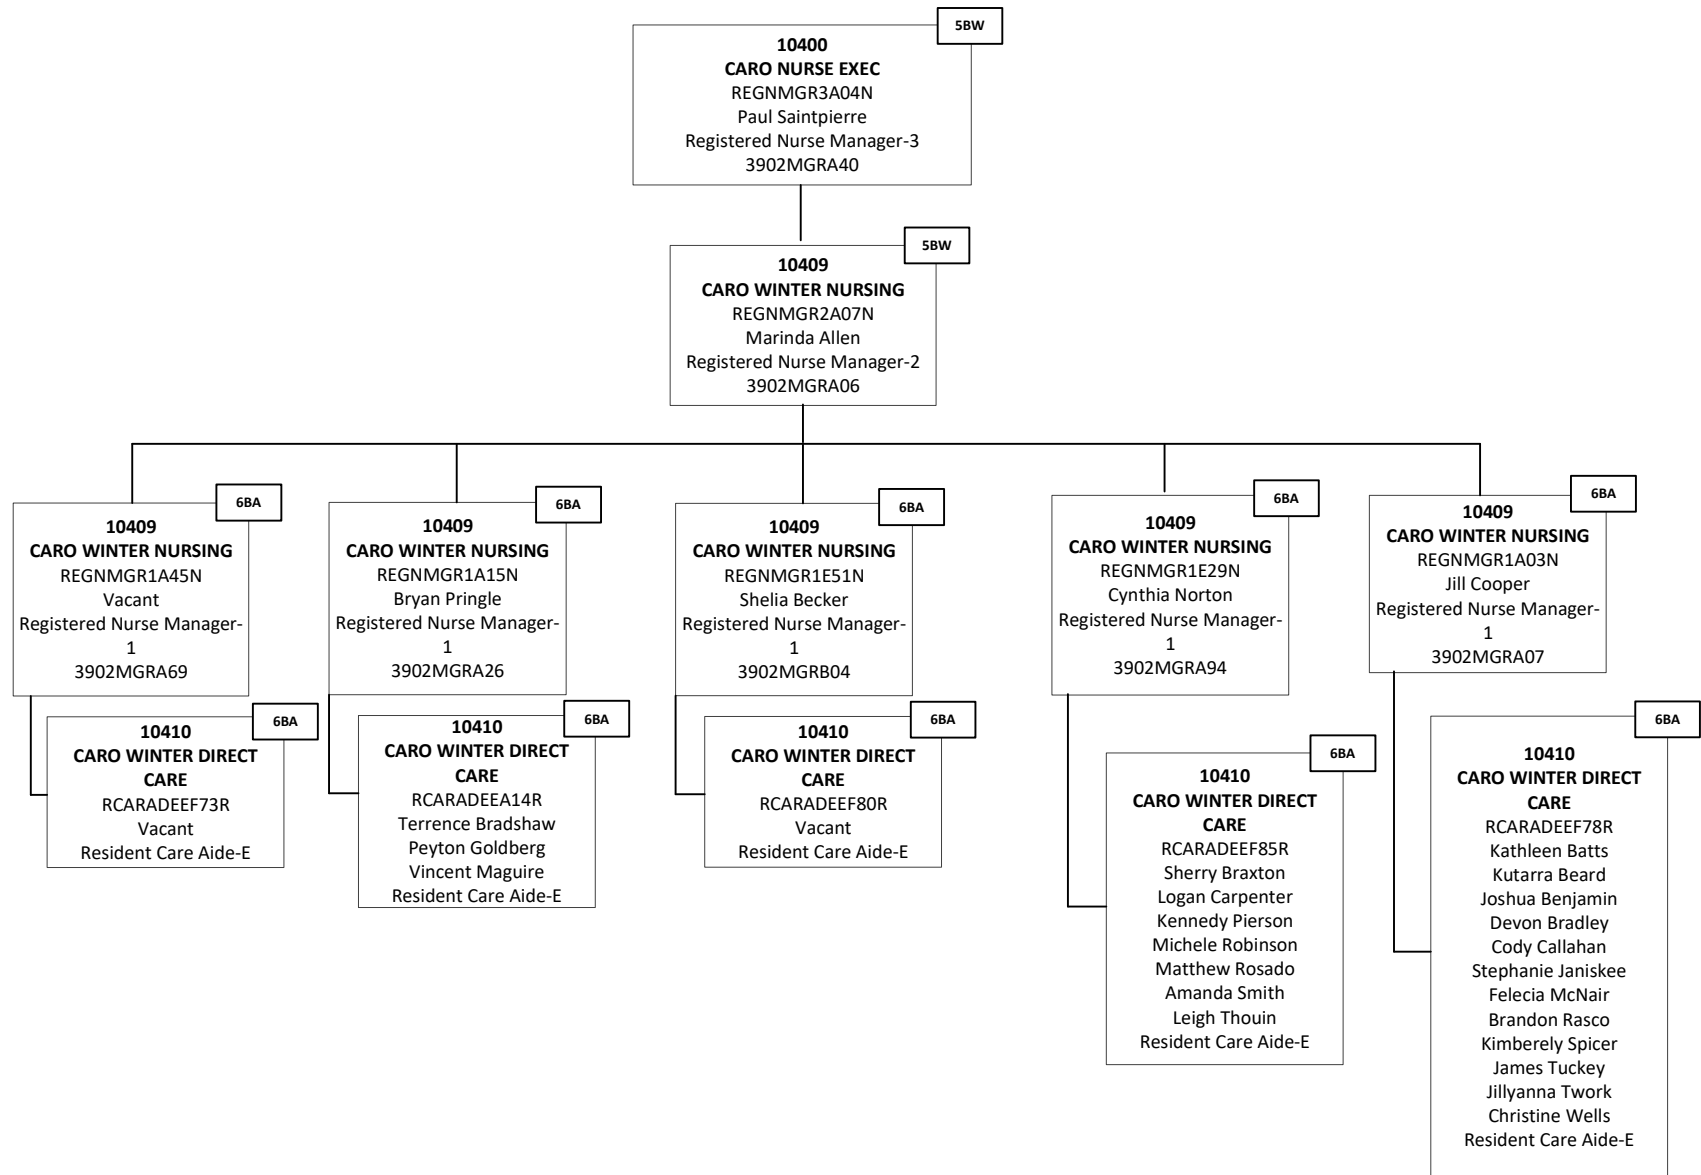 5BW
10400
CARO NURSE EXEC
REGNMGR3A04N
Paul Saintpierre
Registered Nurse Manager-3
3902MGRA40
5BW
10409
CARO WINTER NURSING
REGNMGR2A07N
Marinda Allen
Registered Nurse Manager-2
3902MGRA06
6BA
10409
CARO WINTER NURSING
REGNMGR1A45N
Vacant
Registered Nurse Manager-
1
3902MGRA69
6BA
10410
CARO WINTER DIRECT
CARE
RCARADEEF73R
Vacant
Resident Care Aide-E
6BA
10409
CARO WINTER NURSING
REGNMGR1A15N
Bryan Pringle
Registered Nurse Manager-
1
3902MGRA26
6BA
10410
CARO WINTER DIRECT
CARE
RCARADEEA14R
Terrence Bradshaw
Peyton Goldberg
Vincent Maguire
Resident Care Aide-E
6BA
10409
CARO WINTER NURSING
REGNMGR1E51N
Shelia Becker
Registered Nurse Manager-
1
3902MGRB04
6BA
10410
CARO WINTER DIRECT
CARE
RCARADEEF80R
Vacant
Resident Care Aide-E
6BA
10409
CARO WINTER NURSING
REGNMGR1E29N
Cynthia Norton
Registered Nurse Manager-
1
3902MGRA94
6BA
10410
CARO WINTER DIRECT
CARE
RCARADEEF85R
Sherry Braxton
Logan Carpenter
Kennedy Pierson
Michele Robinson
Matthew Rosado
Amanda Smith
Leigh Thouin
Resident Care Aide-E
6BA
10409
CARO WINTER NURSING
REGNMGR1A03N
Jill Cooper
Registered Nurse Manager-
1
3902MGRA07
6BA
10410
CARO WINTER DIRECT
CARE
RCARADEEF78R
Kathleen Batts
Kutarra Beard
Joshua Benjamin
Devon Bradley
Cody Callahan
Stephanie Janiskee
Felecia McNair
Brandon Rasco
Kimberely Spicer
James Tuckey
Jillyanna Twork
Christine Wells
Resident Care Aide-E